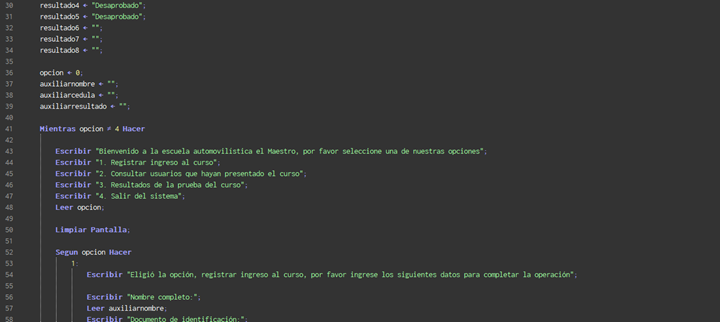 30 resultado4 ← "Desaprobado";
31 resultado5 ← "Desaprobado";
32 resultado6 ← "";
33 resultado7 ← "";
34 resultado8 ← "";
35
36 opcion ← 0;
37 auxiliarnombre ← "";
38 auxiliarcedula ← "";
39 auxiliarresultado ← "";
40
41 Mientras opcion ≠ 4 Hacer
42
43 Escribir "Bienvenido a la escuela automovilistica el Maestro, por favor seleccione una de nuestras opciones";
44 Escribir "1. Registrar ingreso al curso";
45 Escribir "2. Consultar usuarios que hayan presentado el curso";
46 Escribir "3. Resultados de la prueba del curso";
47 Escribir "4. Salir del sistema";
48 Leer opcion;
49
50 Limpiar Pantalla;
51
52 Segun opcion Hacer
53 1:
54 Escribir "Eligió la opción, registrar ingreso al curso, por favor ingrese los siguientes datos para completar la operación";
55
56 Escribir "Nombre completo:";
57 Leer auxiliarnombre;
58 Escribir "Documento de identificación:";